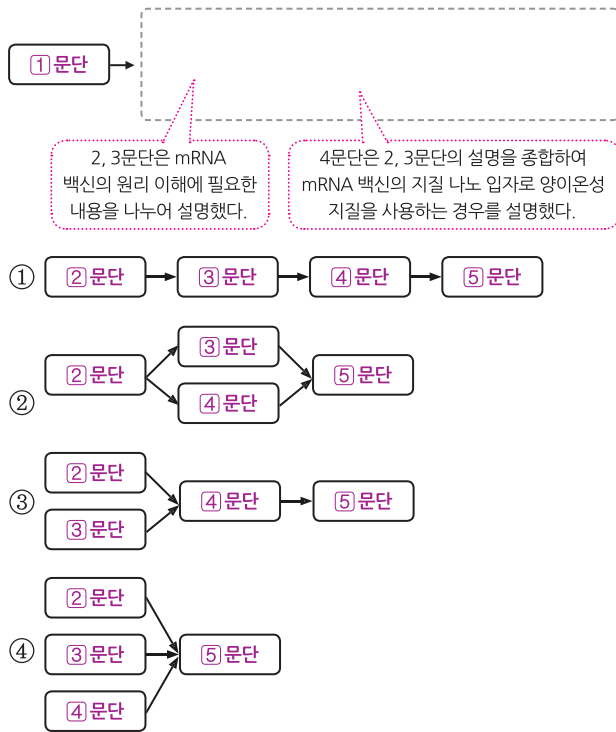 1 문단
2, 3문단은 mRNA
백신의 원리 이해에 필요한
내용을 나누어 설명했다.
4문단은 2, 3문단의 설명을 종합하여
mRNA 백신의 지질 나노 입자로 양이온성
지질을 사용하는 경우를 설명했다.
① 2 문단 3 문단 4 문단 5 문단
② 2 문단 3 문단 4 문단 5 문단
③ 2 문단 3 문단 4 문단 5 문단
④ 2 문단 3 문단 4 문단 5 문단